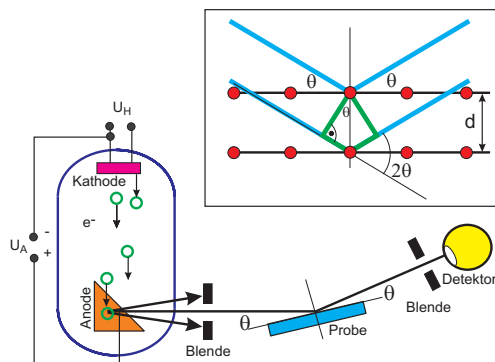 U_H
Kathode
e-
U_A
-
+
Anode
Blende
θ
Probe
θ
Blende
Detektor
θ
θ
θ
d
2θ